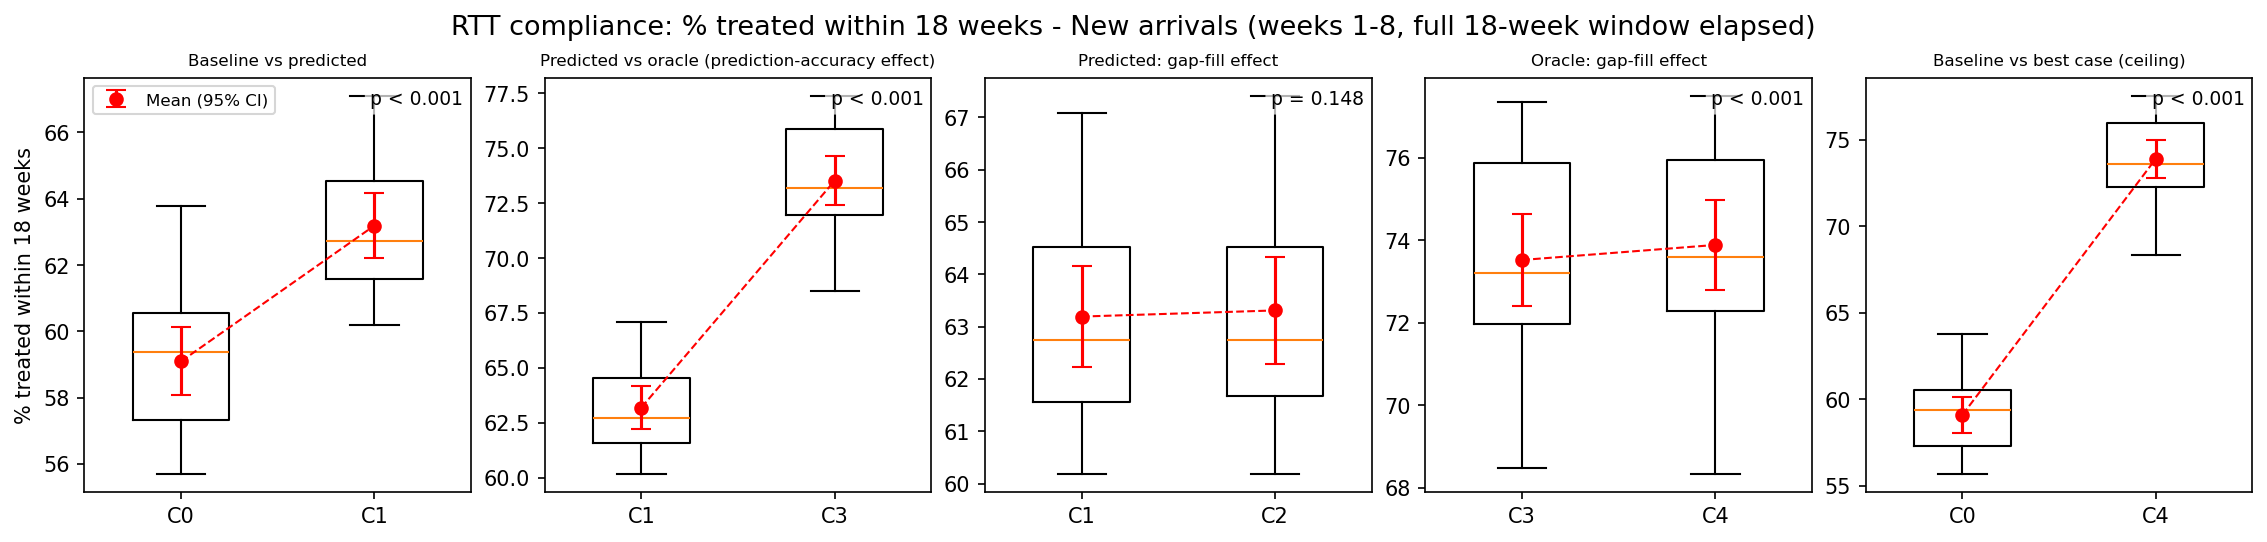 RTT compliance: % treated within 18 weeks - New arrivals (weeks 1-8, full 18-week window elapsed)
Baseline vs predicted
Mean (95% CI)
p < 0.001
% treated within 18 weeks
66
64
62
60
58
56
C0 C1
Predicted vs oracle (prediction-accuracy effect)
p < 0.001
77.5
75.0
72.5
70.0
67.5
65.0
62.5
60.0
C1 C3
Predicted: gap-fill effect
p = 0.148
67
66
65
64
63
62
61
60
C1 C2
Oracle: gap-fill effect
p < 0.001
76
74
72
70
68
C3 C4
Baseline vs best case (ceiling)
p < 0.001
75
70
65
60
55
C0 C4